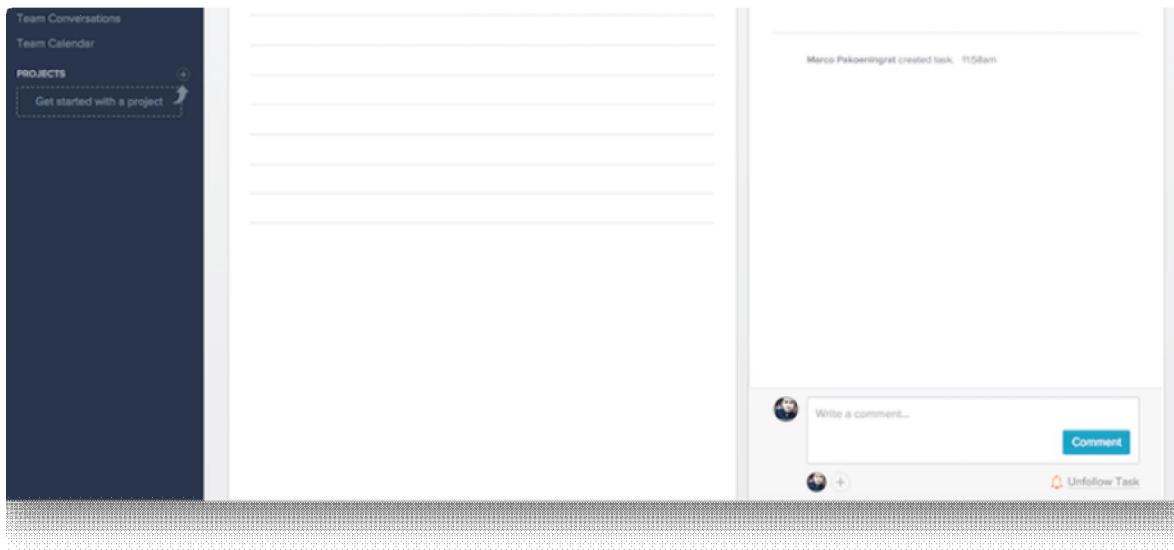 Team Conversations
Team Calendar
PROJECTS
Get started with a project
Marco Pakoeningrat created task. 11:58am
Write a comment...
Comment
Unfollow Task